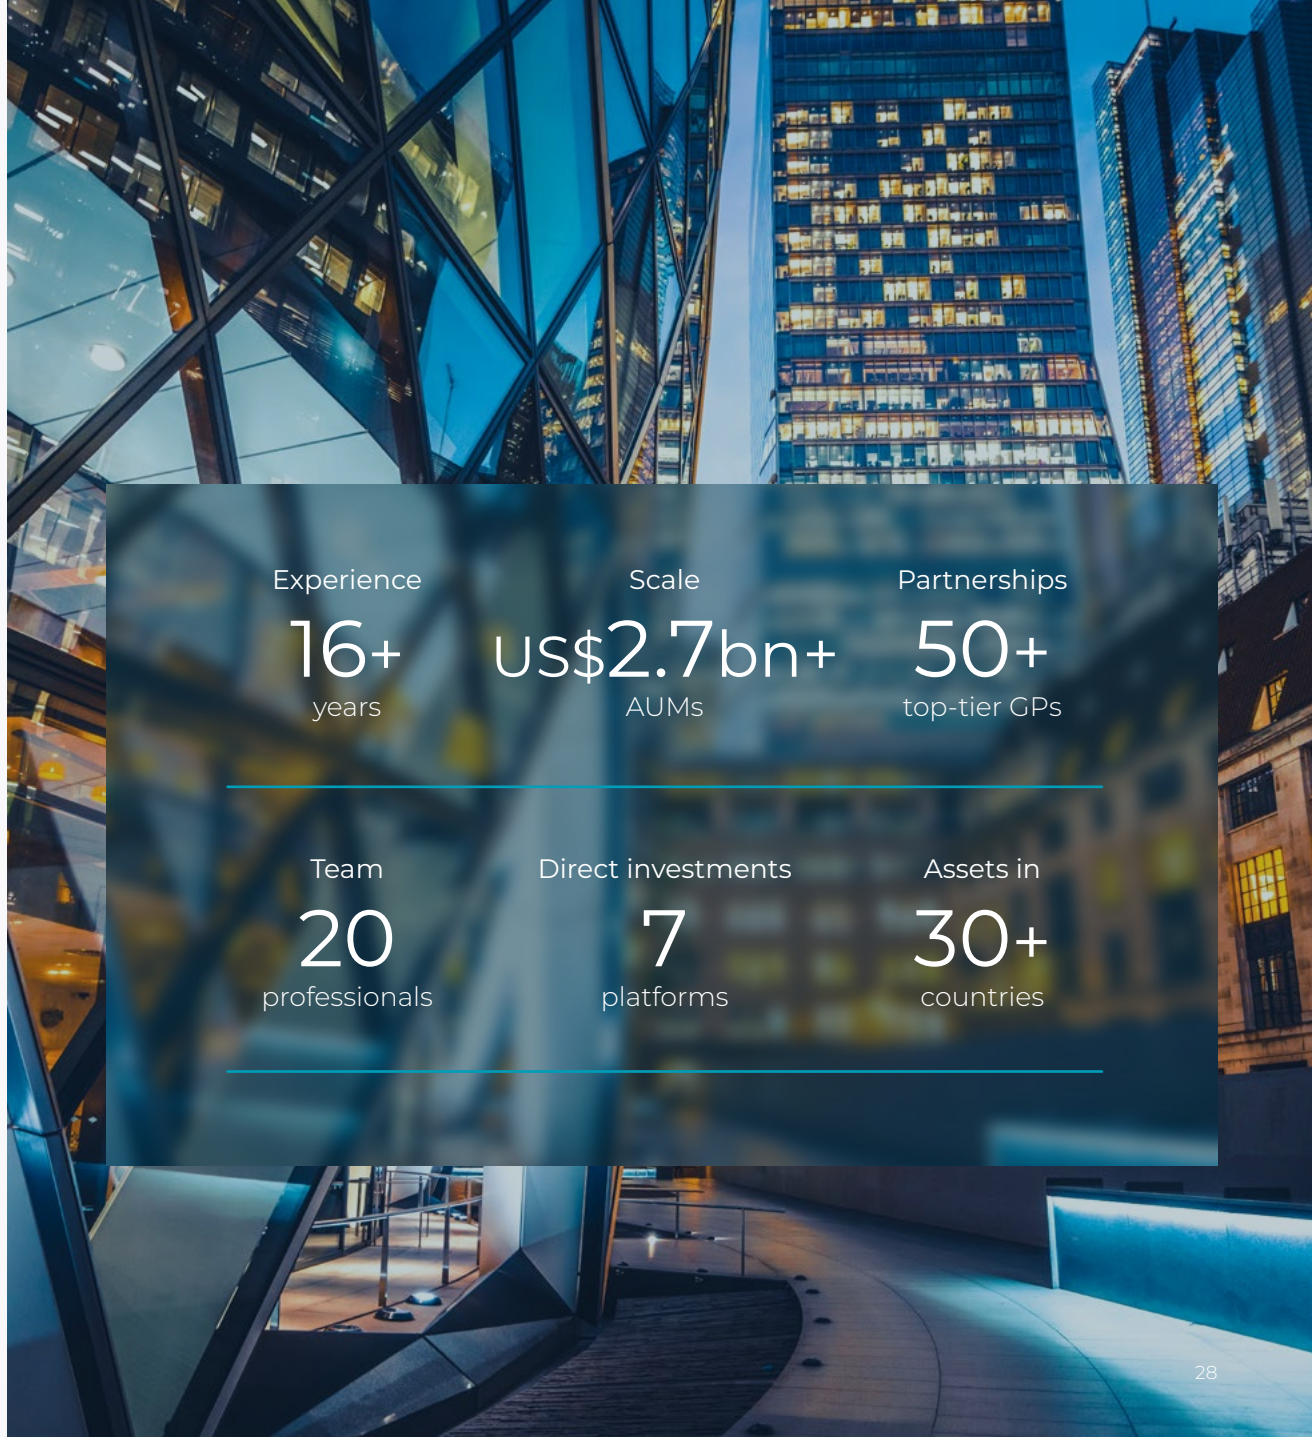 Experience
16+
years
Scale
US$2.7bn+
AUMs
Partnerships
50+
top-tier GPs
Team
20
professionals
Direct investments
7
platforms
Assets in
30+
countries
28